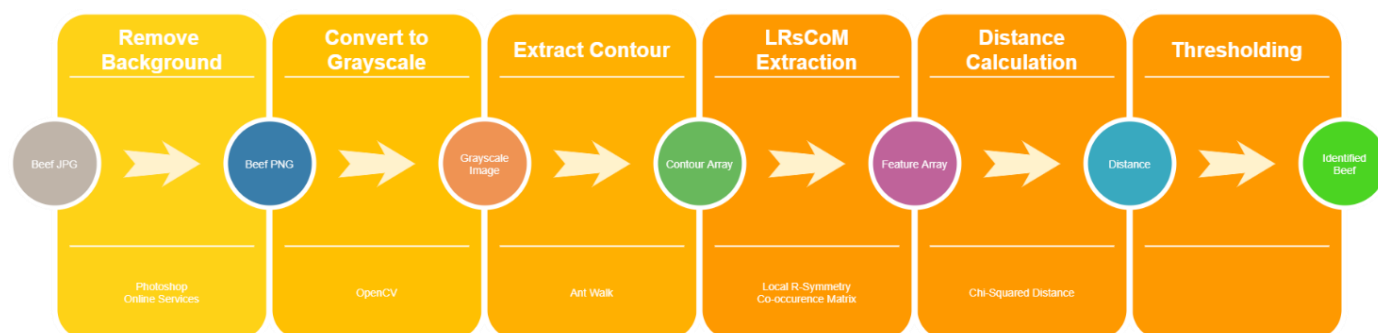 Remove
Background
Convert to
Grayscale
Extract Contour
LRsCoM
Extraction
Distance
Calculation
Thresholding
Beef JPG
Beef PNG
Grayscale
Image
Contour Array
Feature Array
Distance
Identified
Beef
Photoshop
Online Services
OpenCV
Ant Walk
Local R-Symmetry
Co-occurence Matrix
Chi-Squared Distance